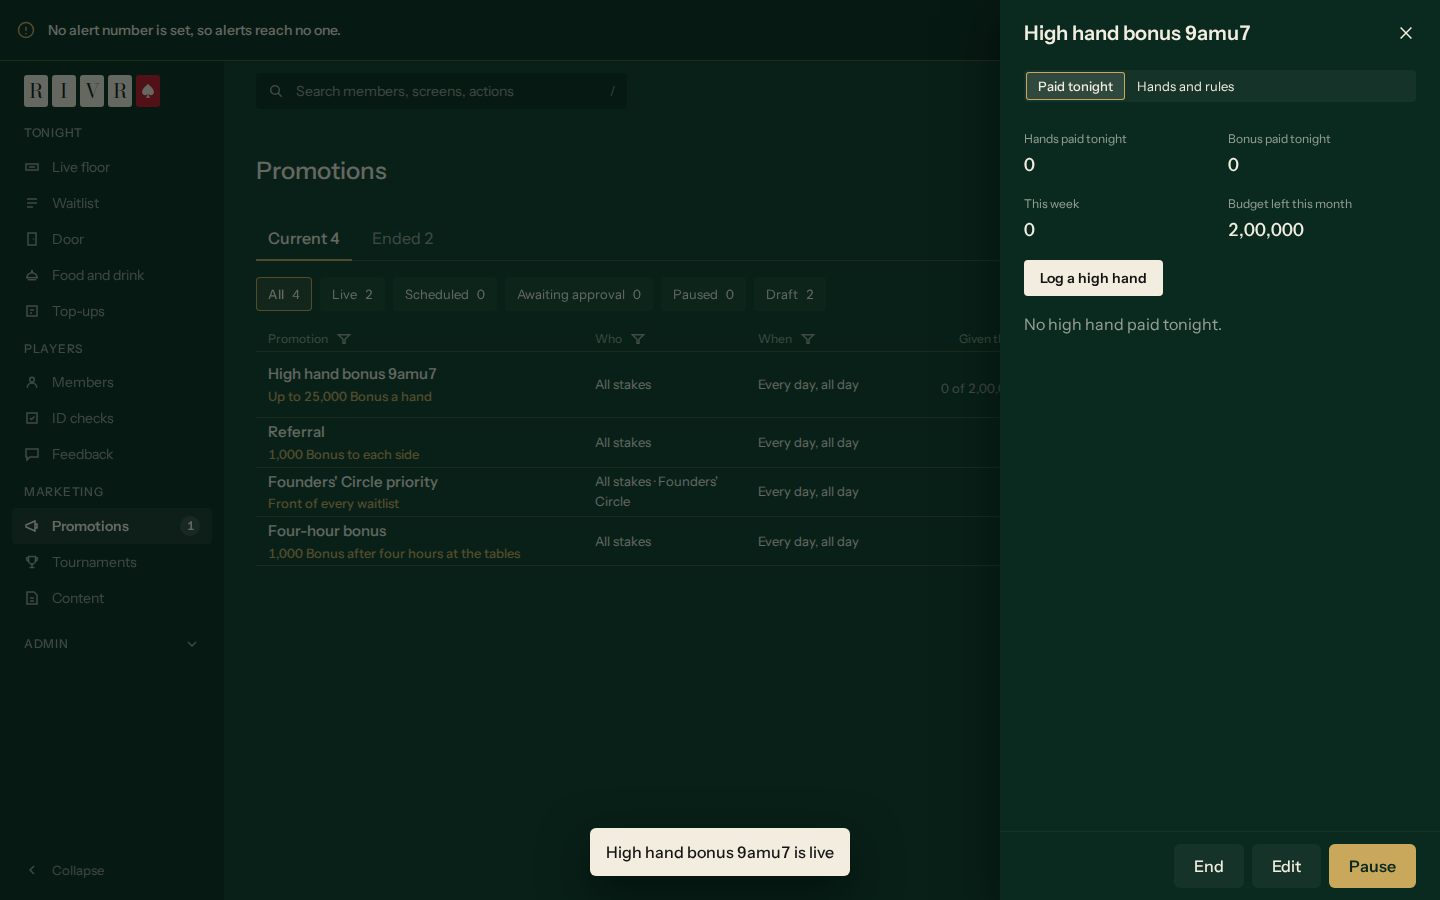 No alert number is set, so alerts reach no one.
RIVR
Search members, screens, actions /
TONIGHT
Live floor
Waitlist
Door
Food and drink
Top-ups
PLAYERS
Members
ID checks
Feedback
MARKETING
Promotions 1
Tournaments
Content
ADMIN
Collapse
Promotions
Current 4 Ended 2
All 4 Live 2 Scheduled 0 Awaiting approval 0 Paused 0 Draft 2
Promotion Who When Given
High hand bonus 9amu7 All stakes Every day, all day 0 of 2,00,
Up to 25,000 Bonus a hand
Referral All stakes Every day, all day
1,000 Bonus to each side
Founders' Circle priority All stakes · Founders' Circle Every day, all day
Front of every waitlist
Four-hour bonus All stakes Every day, all day
1,000 Bonus after four hours at the tables
High hand bonus 9amu7 is live
High hand bonus 9amu7
Paid tonight Hands and rules
Hands paid tonight Bonus paid tonight
0 0
This week Budget left this month
0 2,00,000
Log a high hand
No high hand paid tonight.
End Edit Pause